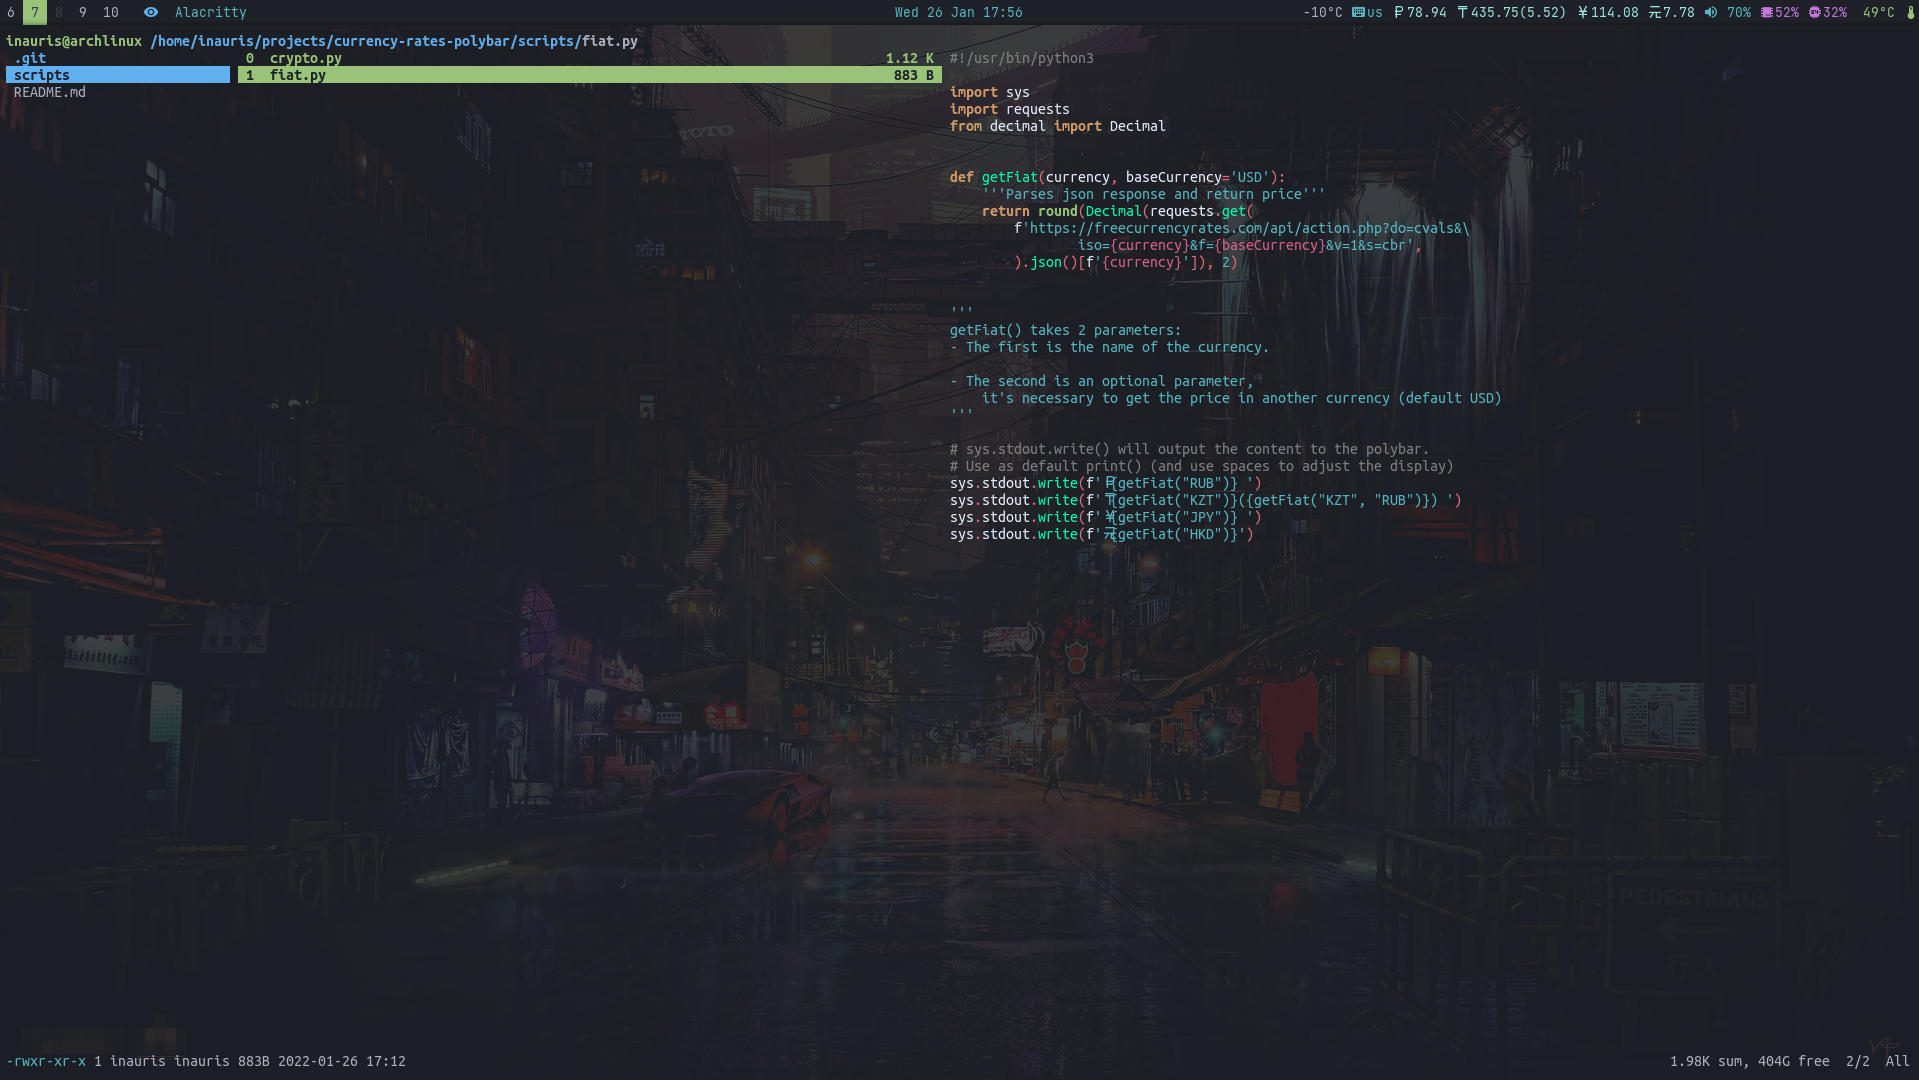 6 7 8 9 10 Alacritty Wed 26 Jan 17:56 -10°C us ₽78.94 ₸435.75(5.52) ¥114.08 元7.78 70% 52% 32% 49°C
inauris@archlinux /home/inauris/projects/currency-rates-polybar/scripts/fiat.py
.git
scripts
README.md
0 crypto.py 1.12 K
1 fiat.py 883 B
#!/usr/bin/python3
import sys
import requests
from decimal import Decimal
def getFiat(currency, baseCurrency='USD'):
'''Parses json response and return price'''
return round(Decimal(requests.get(
f'https://freecurrencyrates.com/api/action.php?do=cvals&\
iso={currency}&f={baseCurrency}&v=1&s=cbr',
).json()[f'{currency}']), 2)
'''
getFiat() takes 2 parameters:
- The first is the name of the currency.
- The second is an optional parameter,
it's necessary to get the price in another currency (default USD)
'''
# sys.stdout.write() will output the content to the polybar.
# Use as default print() (and use spaces to adjust the display)
sys.stdout.write(f' ₽{getFiat("RUB")} ')
sys.stdout.write(f' ₸{getFiat("KZT")}({getFiat("KZT", "RUB")}) ')
sys.stdout.write(f' ¥{getFiat("JPY")} ')
sys.stdout.write(f' 元{getFiat("HKD")}')
TOTO
PEDESTRIANS
行人
-rwxr-xr-x 1 inauris inauris 883B 2022-01-26 17:12
1.98K sum, 404G free 2/2 All